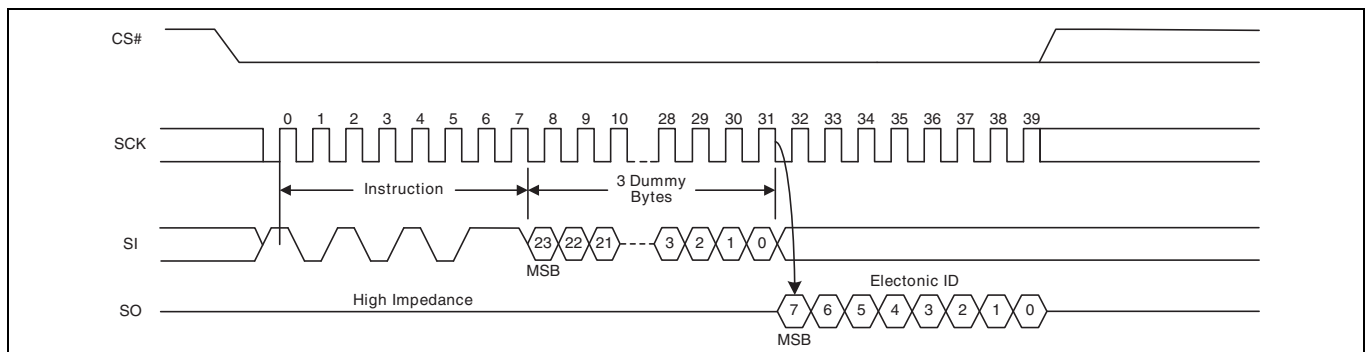 CS#
0 1 2 3 4 5 6 7 8 9 10 28 29 30 31 32 33 34 35 36 37 38 39
SCK
Instruction
3 Dummy
Bytes
SI
23 22 21 3 2 1 0
MSB
Electonic ID
High Impedance
SO
7 6 5 4 3 2 1 0
MSB